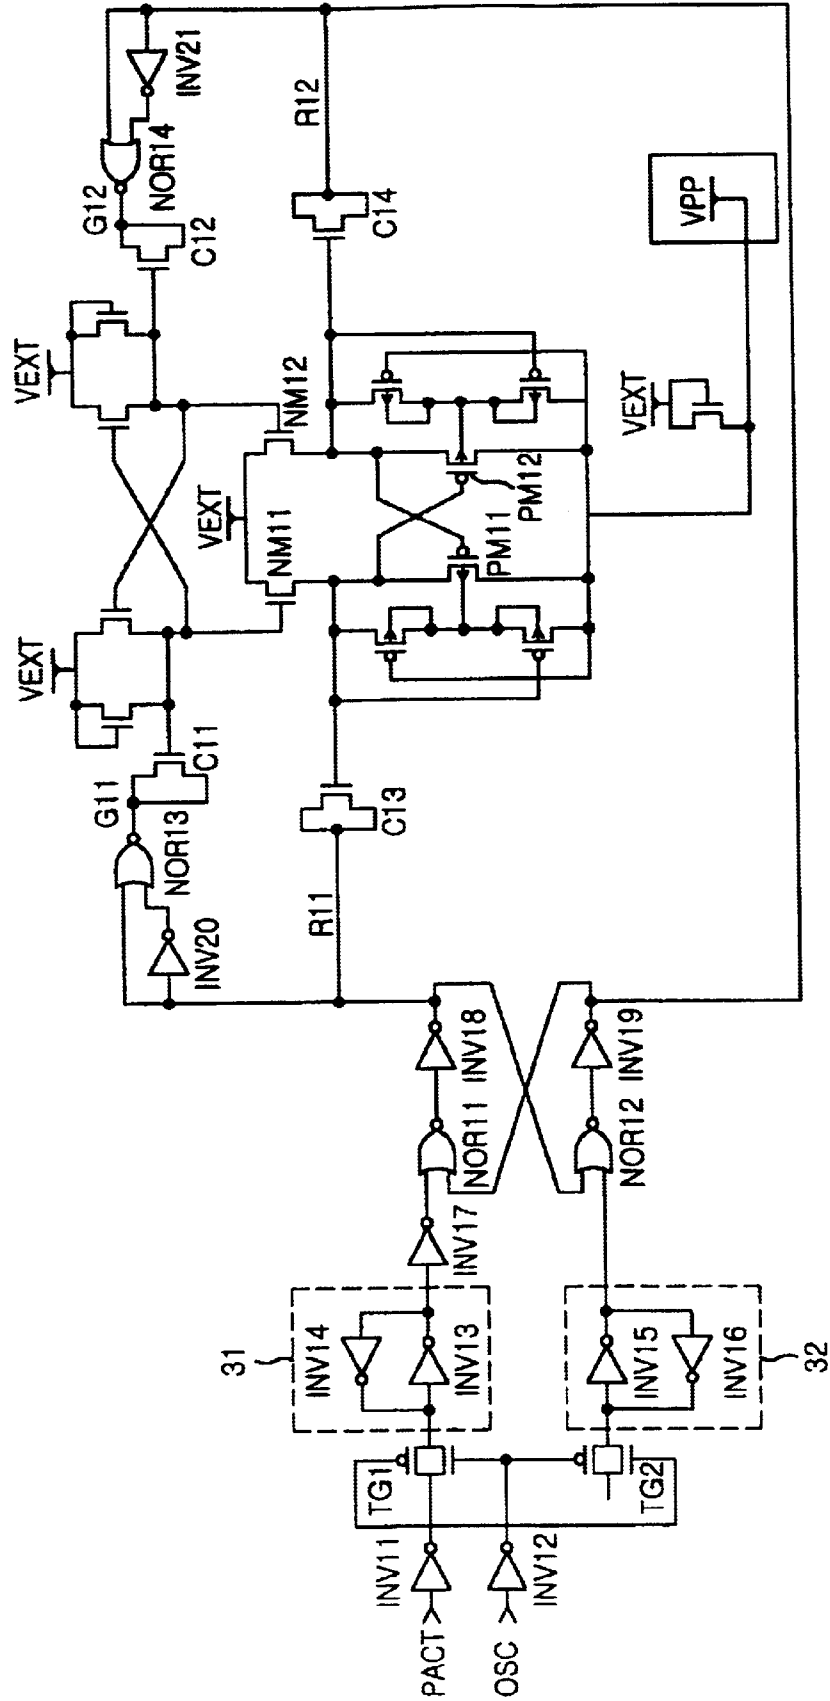 PACT
OSC
INV11
INV12
TG1
TG2
31
INV14
INV13
INV15
INV16
32
INV17
NOR11
INV18
NOR12
INV19
INV20
NOR13
G11
C11
R11
C13
VEXT
VEXT
NM11
NM12
PM11
PM12
VEXT
C12
G12
NOR14
INV21
C14
R12
VEXT
VPP